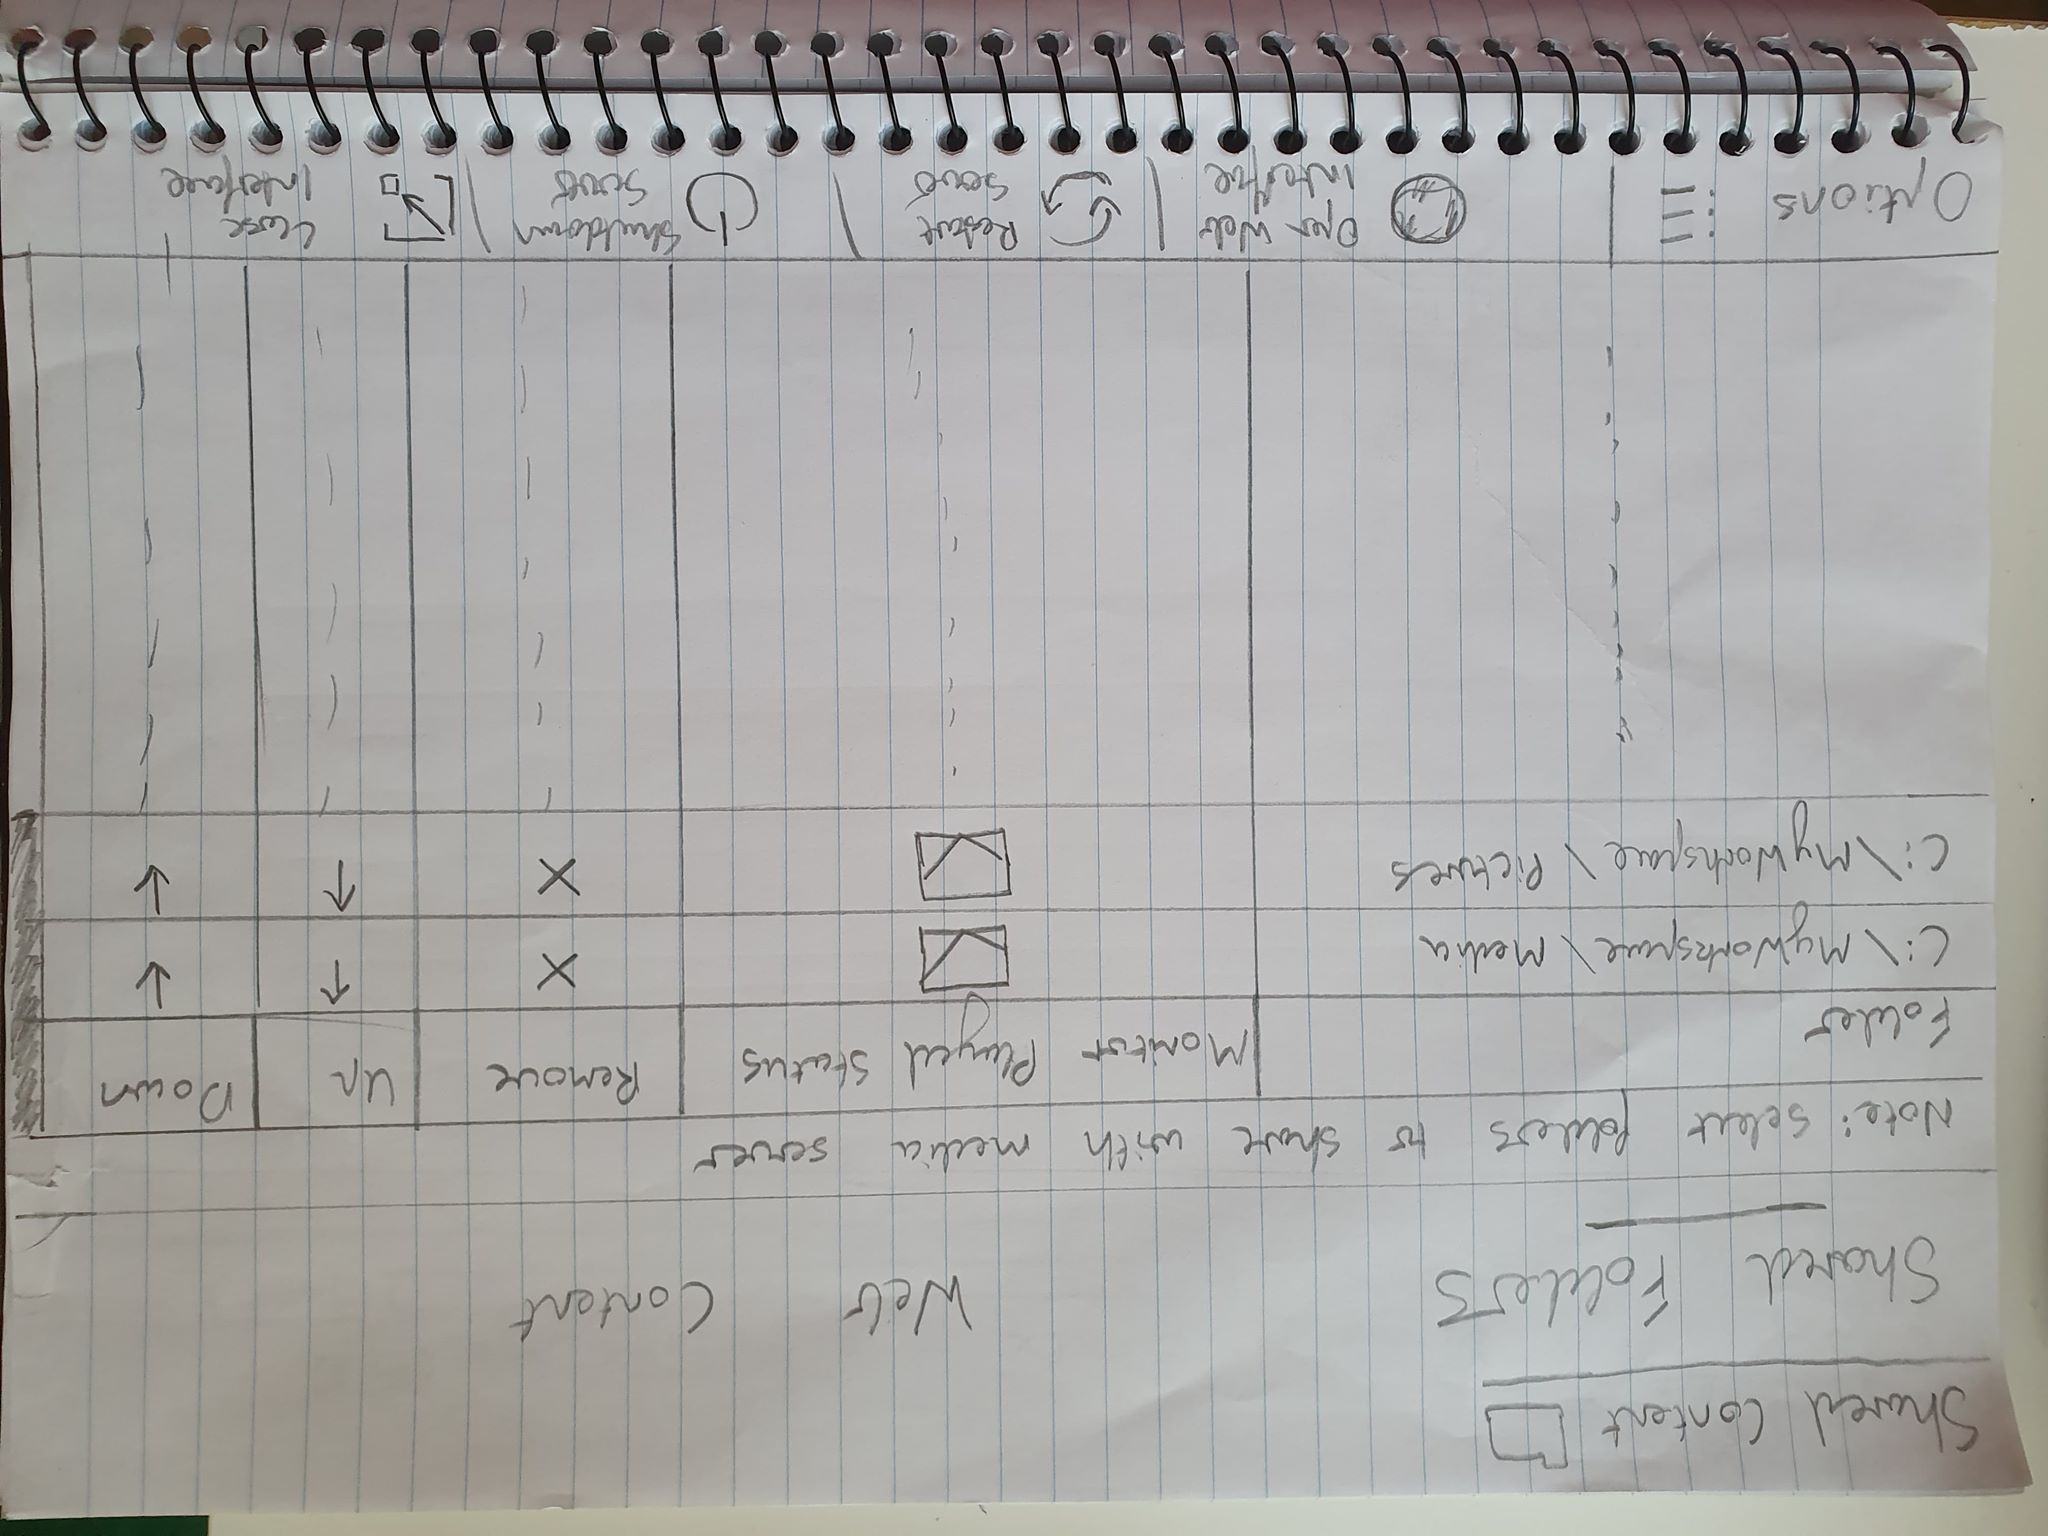 Shared Content
Shared Folders Web Content
Note: Select folders to share with media server
Folder Monitor Played Status Remove Up Down
C:\MyWorkspace\Media ↑ ↓
C:\MyWorkspace\Pictures ↑ ↓
Options Open Web Interface Restart Server Shutdown Server Close Interface